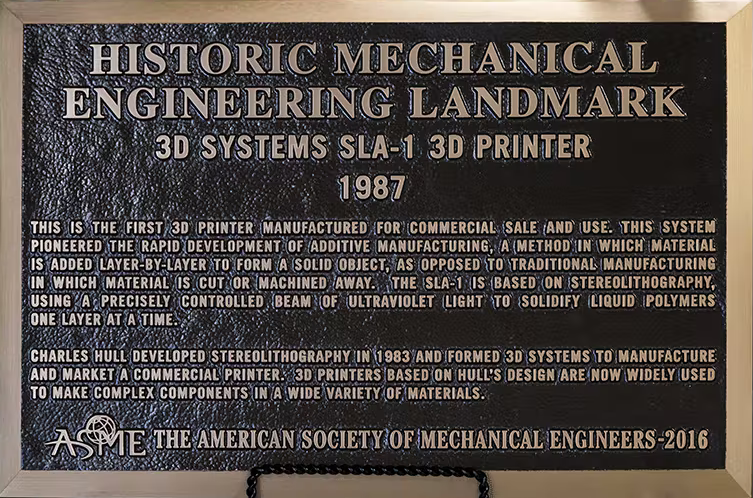 HISTORIC MECHANICAL
ENGINEERING LANDMARK
3D SYSTEMS SLA-1 3D PRINTER
1987
THIS IS THE FIRST 3D PRINTER MANUFACTURED FOR COMMERCIAL SALE AND USE. THIS SYSTEM
PIONEERED THE RAPID DEVELOPMENT OF ADDITIVE MANUFACTURING, A METHOD IN WHICH MATERIAL
IS ADDED LAYER-BY-LAYER TO FORM A SOLID OBJECT, AS OPPOSED TO TRADITIONAL MANUFACTURING
IN WHICH MATERIAL IS CUT OR MACHINED AWAY. THE SLA-1 IS BASED ON STEREOLITHOGRAPHY,
USING A PRECISELY CONTROLLED BEAM OF ULTRAVIOLET LIGHT TO SOLIDIFY LIQUID POLYMERS
ONE LAYER AT A TIME.
CHARLES HULL DEVELOPED STEREOLITHOGRAPHY IN 1983 AND FORMED 3D SYSTEMS TO MANUFACTURE
AND MARKET A COMMERCIAL PRINTER. 3D PRINTERS BASED ON HULL'S DESIGN ARE NOW WIDELY USED
TO MAKE COMPLEX COMPONENTS IN A WIDE VARIETY OF MATERIALS.
ASME THE AMERICAN SOCIETY OF MECHANICAL ENGINEERS-2016